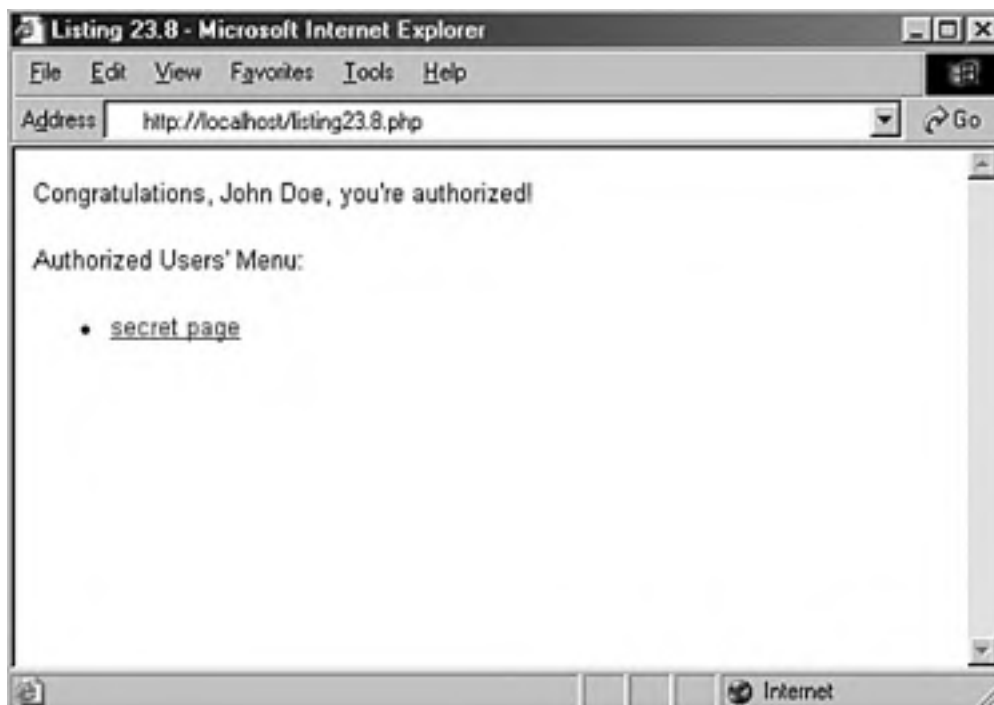 Listing 23.8 - Microsoft Internet Explorer
File Edit View Favorites Tools Help
Address http://localhost/listing23.8.php Go
Congratulations, John Doe, you're authorized!
Authorized Users' Menu:
• secret page
Internet